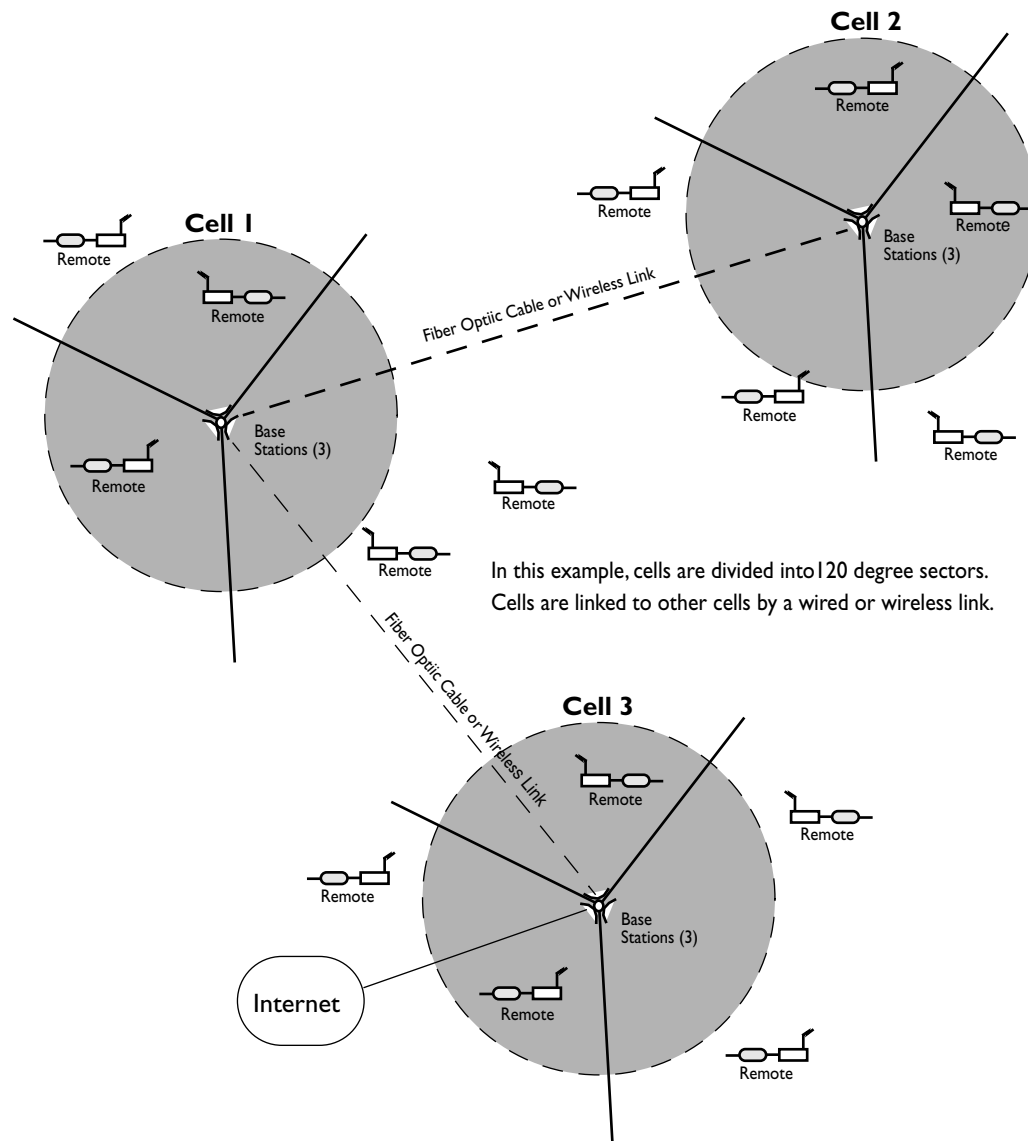 Cell 2
Remote
Remote
Remote
Base
Stations (3)
Cell 1
Remote
Remote
Fiber Optiic Cable or Wireless Link
Remote
Remote
Base
Stations (3)
Remote
Remote
Remote
Remote
In this example, cells are divided into120 degree sectors.
Cells are linked to other cells by a wired or wireless link.
Fiber Optiic Cable or Wireless Link
Cell 3
Remote
Remote
Remote
Base
Stations (3)
Internet
Remote
Remote